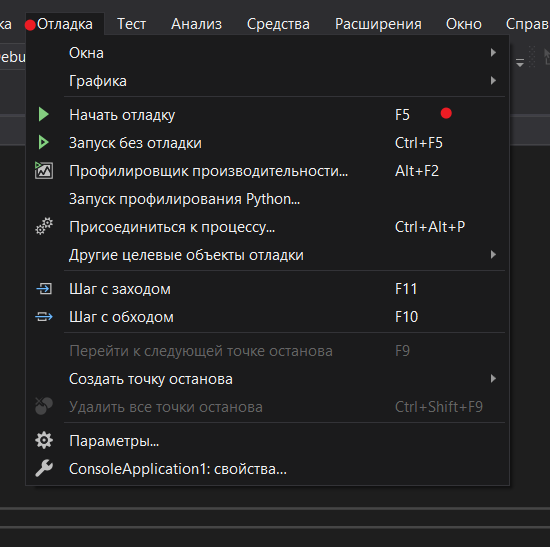 ка Отладка Тест Анализ Средства Расширения Окно Справ
Debu
Окна
Графика
Начать отладку F5
Запуск без отладки Ctrl+F5
Профилировщик производительности... Alt+F2
Запуск профилирования Python...
Присоединиться к процессу... Ctrl+Alt+P
Другие целевые объекты отладки
Шаг с заходом F11
Шаг с обходом F10
Перейти к следующей точке останова F9
Создать точку останова
Удалить все точки останова Ctrl+Shift+F9
Параметры...
ConsoleApplication1: свойства...